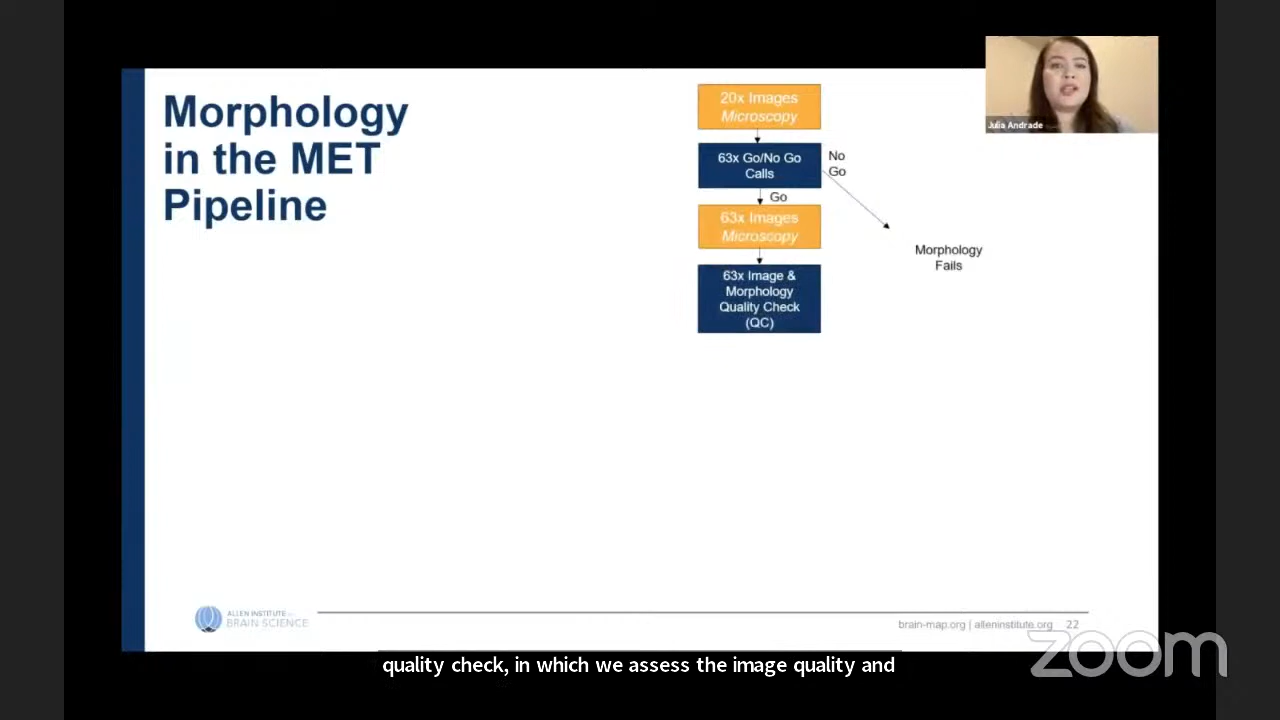 Morphology
in the MET
Pipeline
20x Images
Microscopy
63x Go/No Go
Calls
No
Go
Go
63x Images
Microscopy
63x Image &
Morphology
Quality Check
(QC)
Morphology
Fails
Julia Andrade
ALLEN INSTITUTE for
BRAIN SCIENCE
brain-map.org | alleninstitute.org 22
quality check, in which we assess the image quality and
zoom